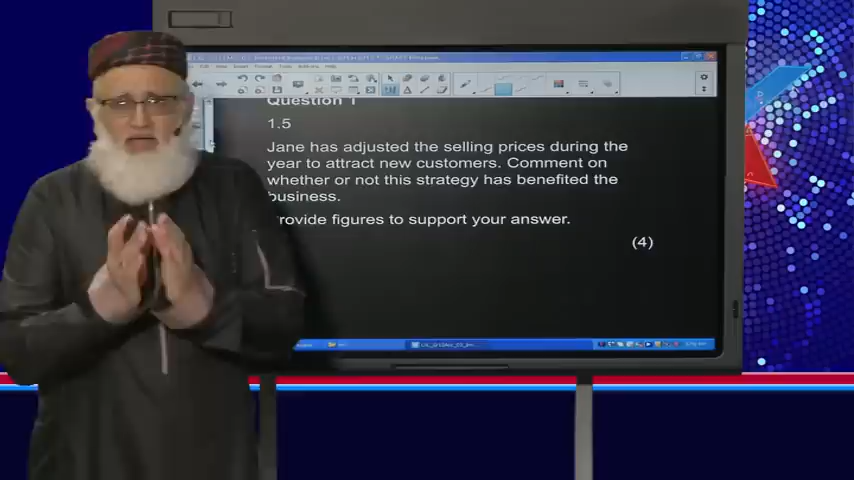 Question 1
1.5
Jane has adjusted the selling prices during the
year to attract new customers. Comment on
whether or not this strategy has benefited the
business.
rovide figures to support your answer.
(4)